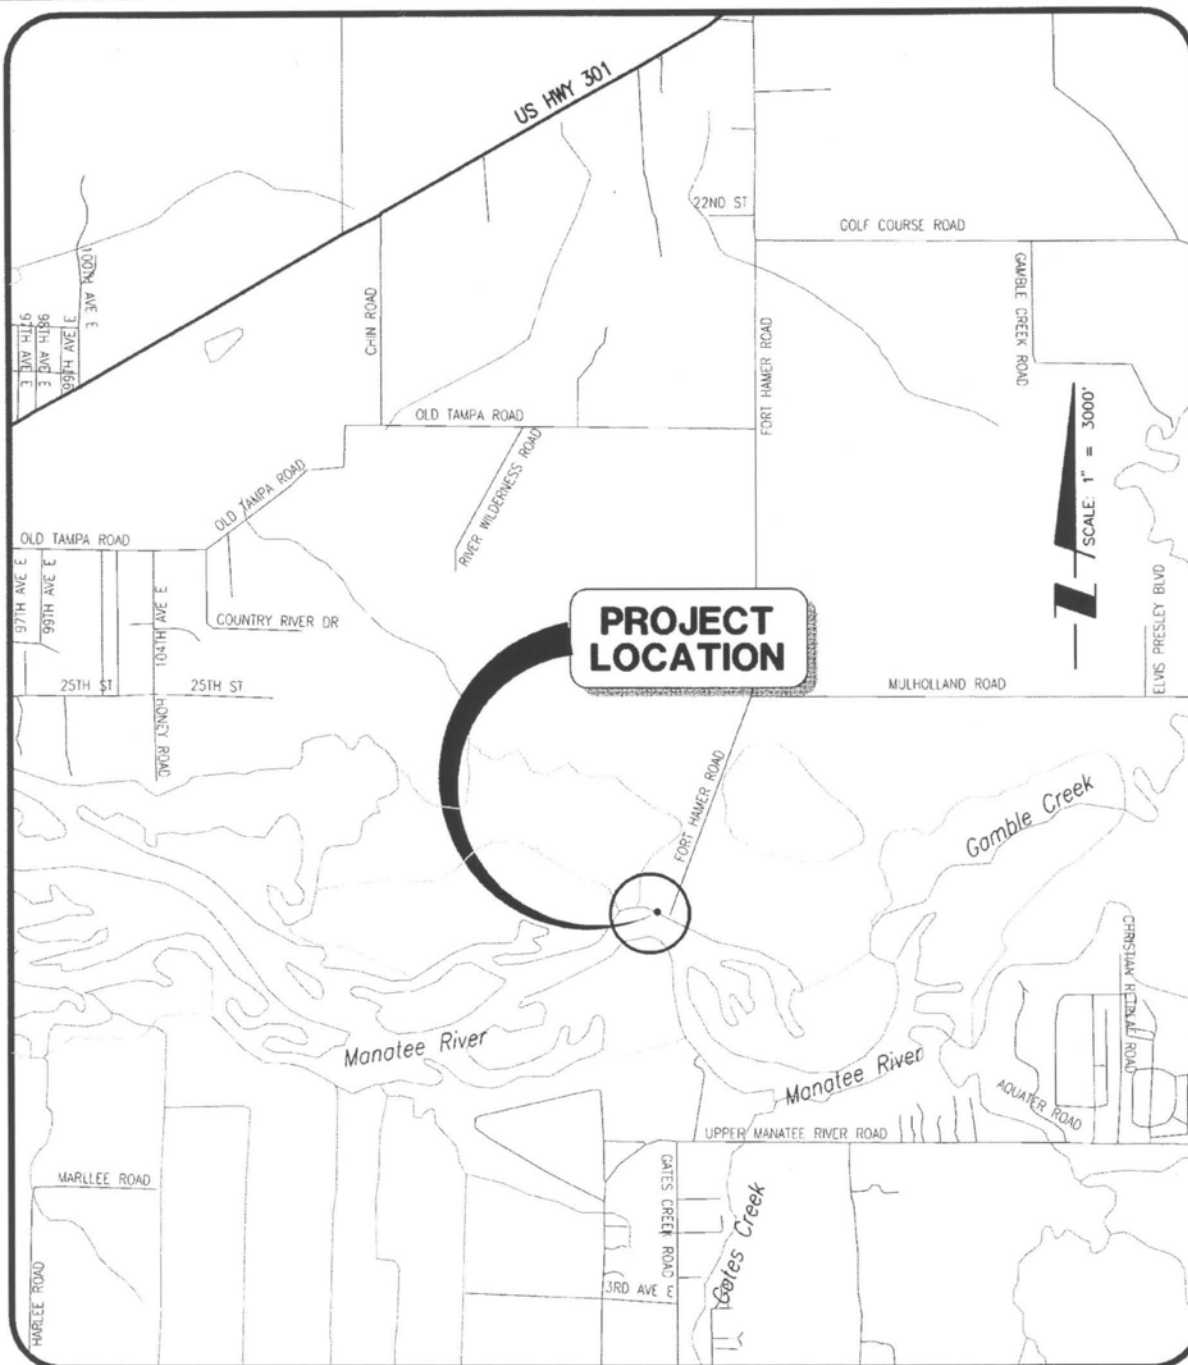 US HWY 301
22ND ST
GOLF COURSE ROAD
100TH AVE E
GAMBLE CREEK ROAD
CHIN ROAD
FORT HAMER ROAD
97TH AVE E
98TH AVE E
99TH AVE E
OLD TAMPA ROAD
SCALE: 1" = 3000'
RIVER WILDERNESS ROAD
OLD TAMPA ROAD
OLD TAMPA ROAD
97TH AVE E
99TH AVE E
104TH AVE E
COUNTRY RIVER DR
PROJECT
LOCATION
N
ELVIS PRESLEY BLVD
25TH ST
25TH ST
MULHOLLAND ROAD
HONEY ROAD
FORT HAMER ROAD
Gamble Creek
CHRISTIAN RETREAT ROAD
Manatee River
Manatee River
AQUATER ROAD
UPPER MANATEE RIVER ROAD
MARLLEE ROAD
GATES CREEK ROAD
Gates Creek
3RD AVE E
HARLEE ROAD